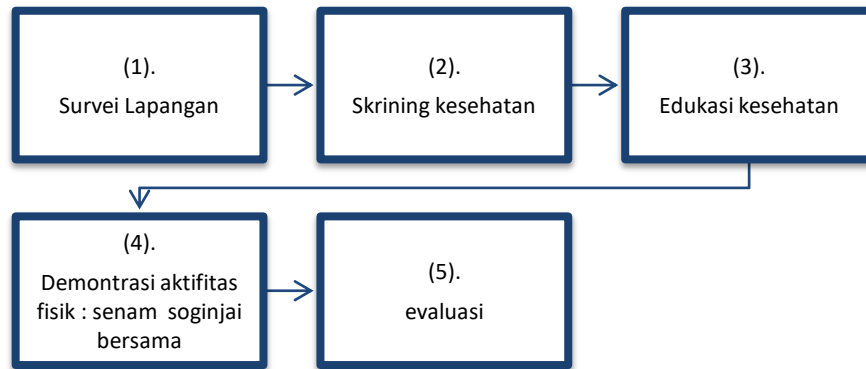 (1).
Survei Lapangan
(2).
Skrining kesehatan
(3).
Edukasi kesehatan
(4).
Demontrasi aktifitas
fisik : senam soginjai
bersama
(5).
evaluasi